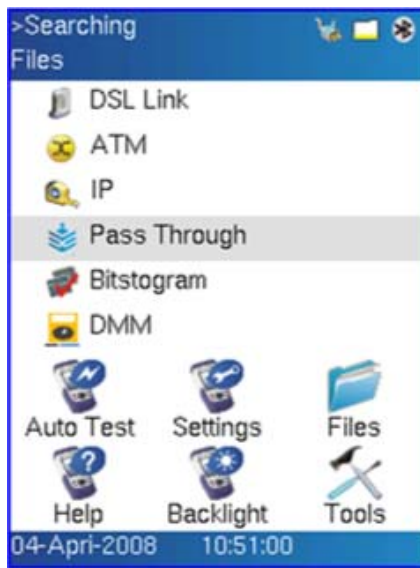 >Searching
Files
DSL Link
ATM
IP
Pass Through
Bitstogram
DMM
Auto Test Settings Files
Help Backlight Tools
04-Apri-2008 10:51:00